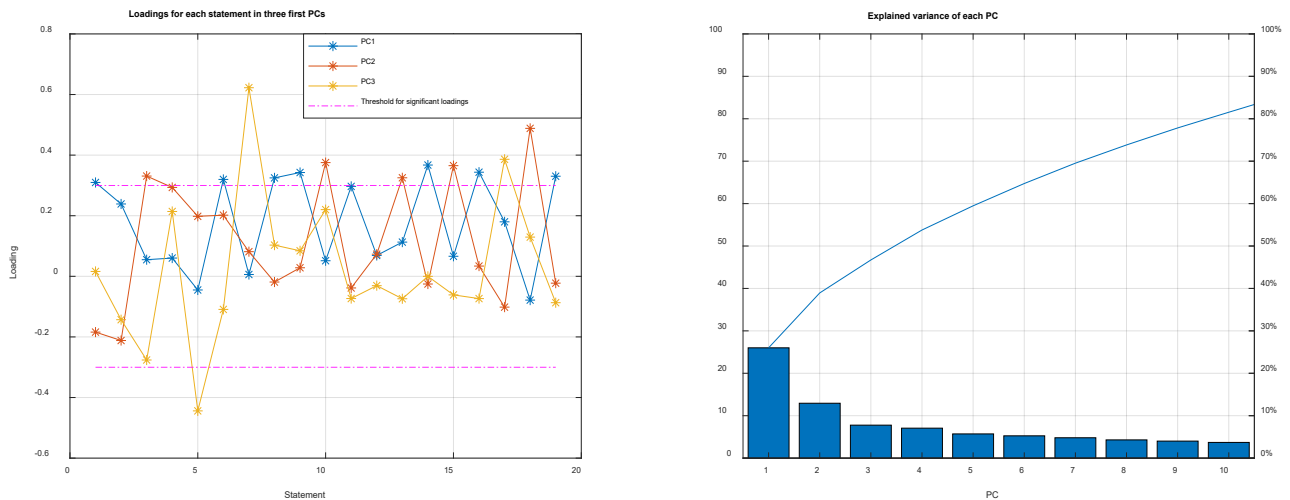 Loadings for each statement in three first PCs
0.8
0.6
0.4
0.2
0
-0.2
-0.4
-0.6
Loading
0 5 10 15 20
Statement
PC1
PC2
PC3
Threshold for significant loadings
Explained variance of each PC
100
90
80
70
60
50
40
30
20
10
0
100%
90%
80%
70%
60%
50%
40%
30%
20%
10%
0%
1 2 3 4 5 6 7 8 9 10
PC